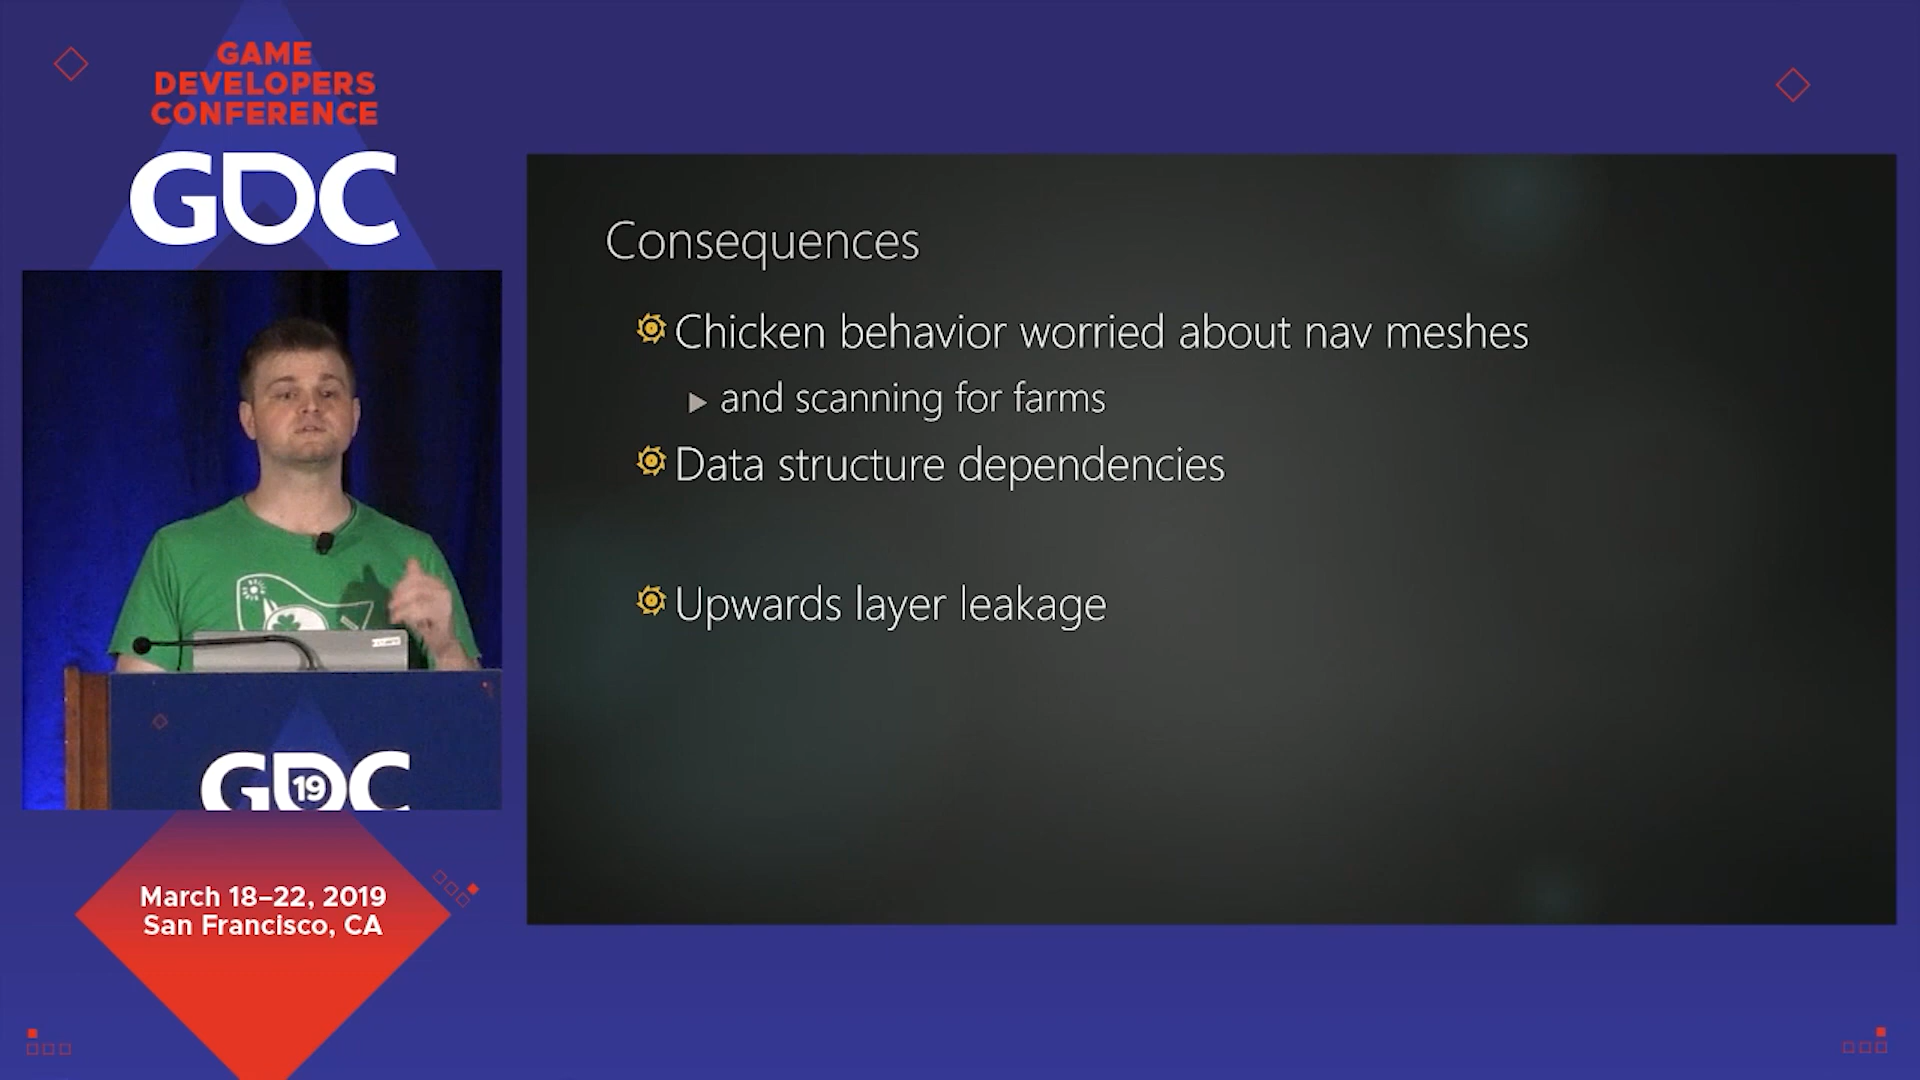 GAME
DEVELOPERS
CONFERENCE
GDC
Consequences
Chicken behavior worried about nav meshes
and scanning for farms
Data structure dependencies
Upwards layer leakage
GDC
19
March 18–22, 2019
San Francisco, CA